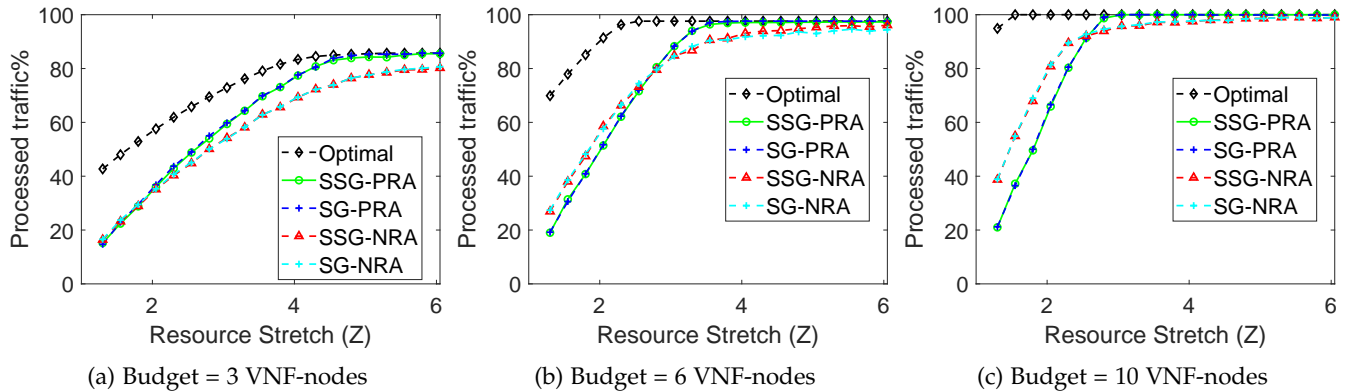 100
80
60
40
20
0
Processed traffic%
Optimal
SSG-PRA
SG-PRA
SSG-NRA
SG-NRA
2 4 6
Resource Stretch (Z)
(a) Budget = 3 VNF-nodes
100
80
60
40
20
0
Processed traffic%
Optimal
SSG-PRA
SG-PRA
SSG-NRA
SG-NRA
2 4 6
Resource Stretch (Z)
(b) Budget = 6 VNF-nodes
100
80
60
40
20
0
Processed traffic%
Optimal
SSG-PRA
SG-PRA
SSG-NRA
SG-NRA
2 4 6
Resource Stretch (Z)
(c) Budget = 10 VNF-nodes